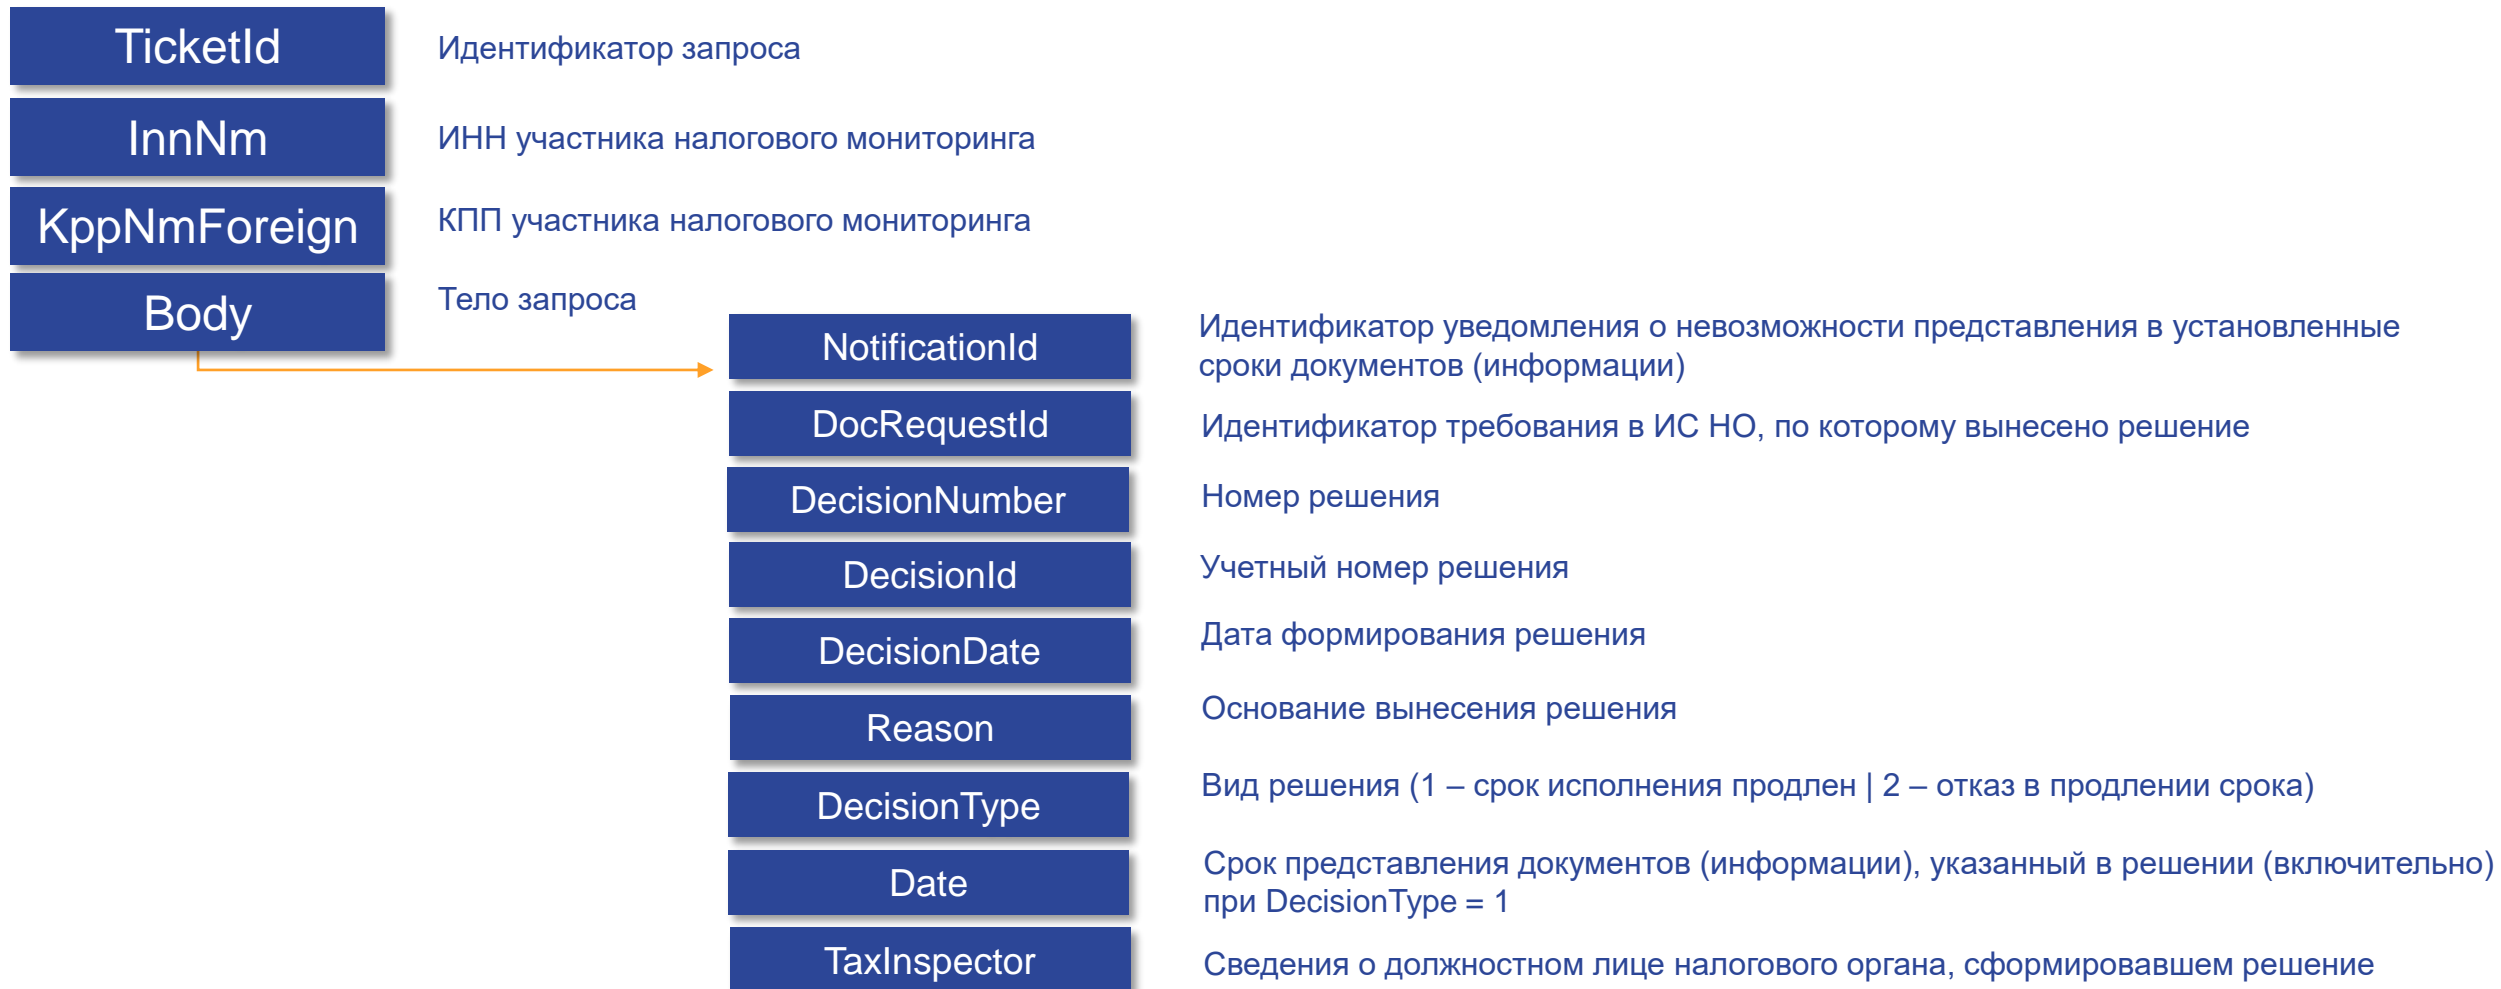 TicketId
Идентификатор запроса
InnNm
ИНН участника налогового мониторинга
KppNmForeign
КПП участника налогового мониторинга
Body
Тело запроса
NotificationId
Идентификатор уведомления о невозможности представления в установленные
сроки документов (информации)
DocRequestId
Идентификатор требования в ИС НО, по которому вынесено решение
DecisionNumber
Номер решения
DecisionId
Учетный номер решения
DecisionDate
Дата формирования решения
Reason
Основание вынесения решения
DecisionType
Вид решения (1 – срок исполнения продлен | 2 – отказ в продлении срока)
Date
Срок представления документов (информации), указанный в решении (включительно)
при DecisionType = 1
TaxInspector
Сведения о должностном лице налогового органа, сформировавшем решение